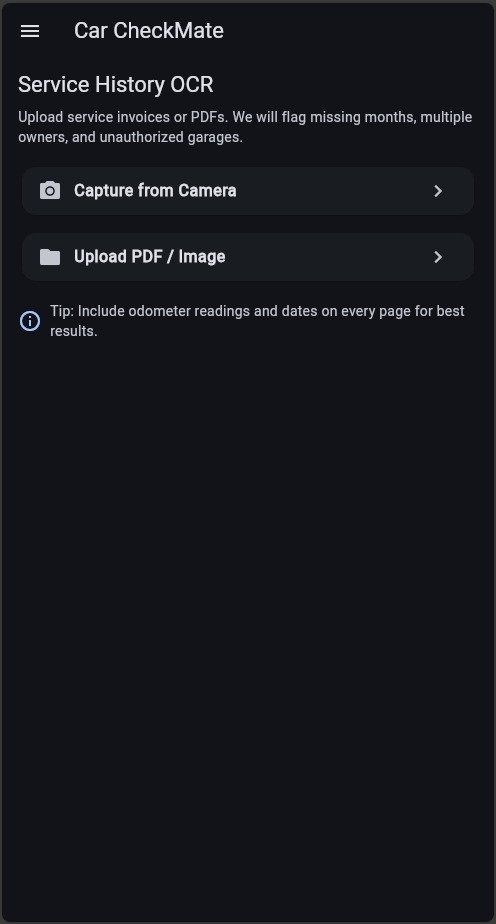 Car CheckMate
Service History OCR
Upload service invoices or PDFs. We will flag missing months, multiple
owners, and unauthorized garages.
Capture from Camera
Upload PDF / Image
Tip: Include odometer readings and dates on every page for best
results.